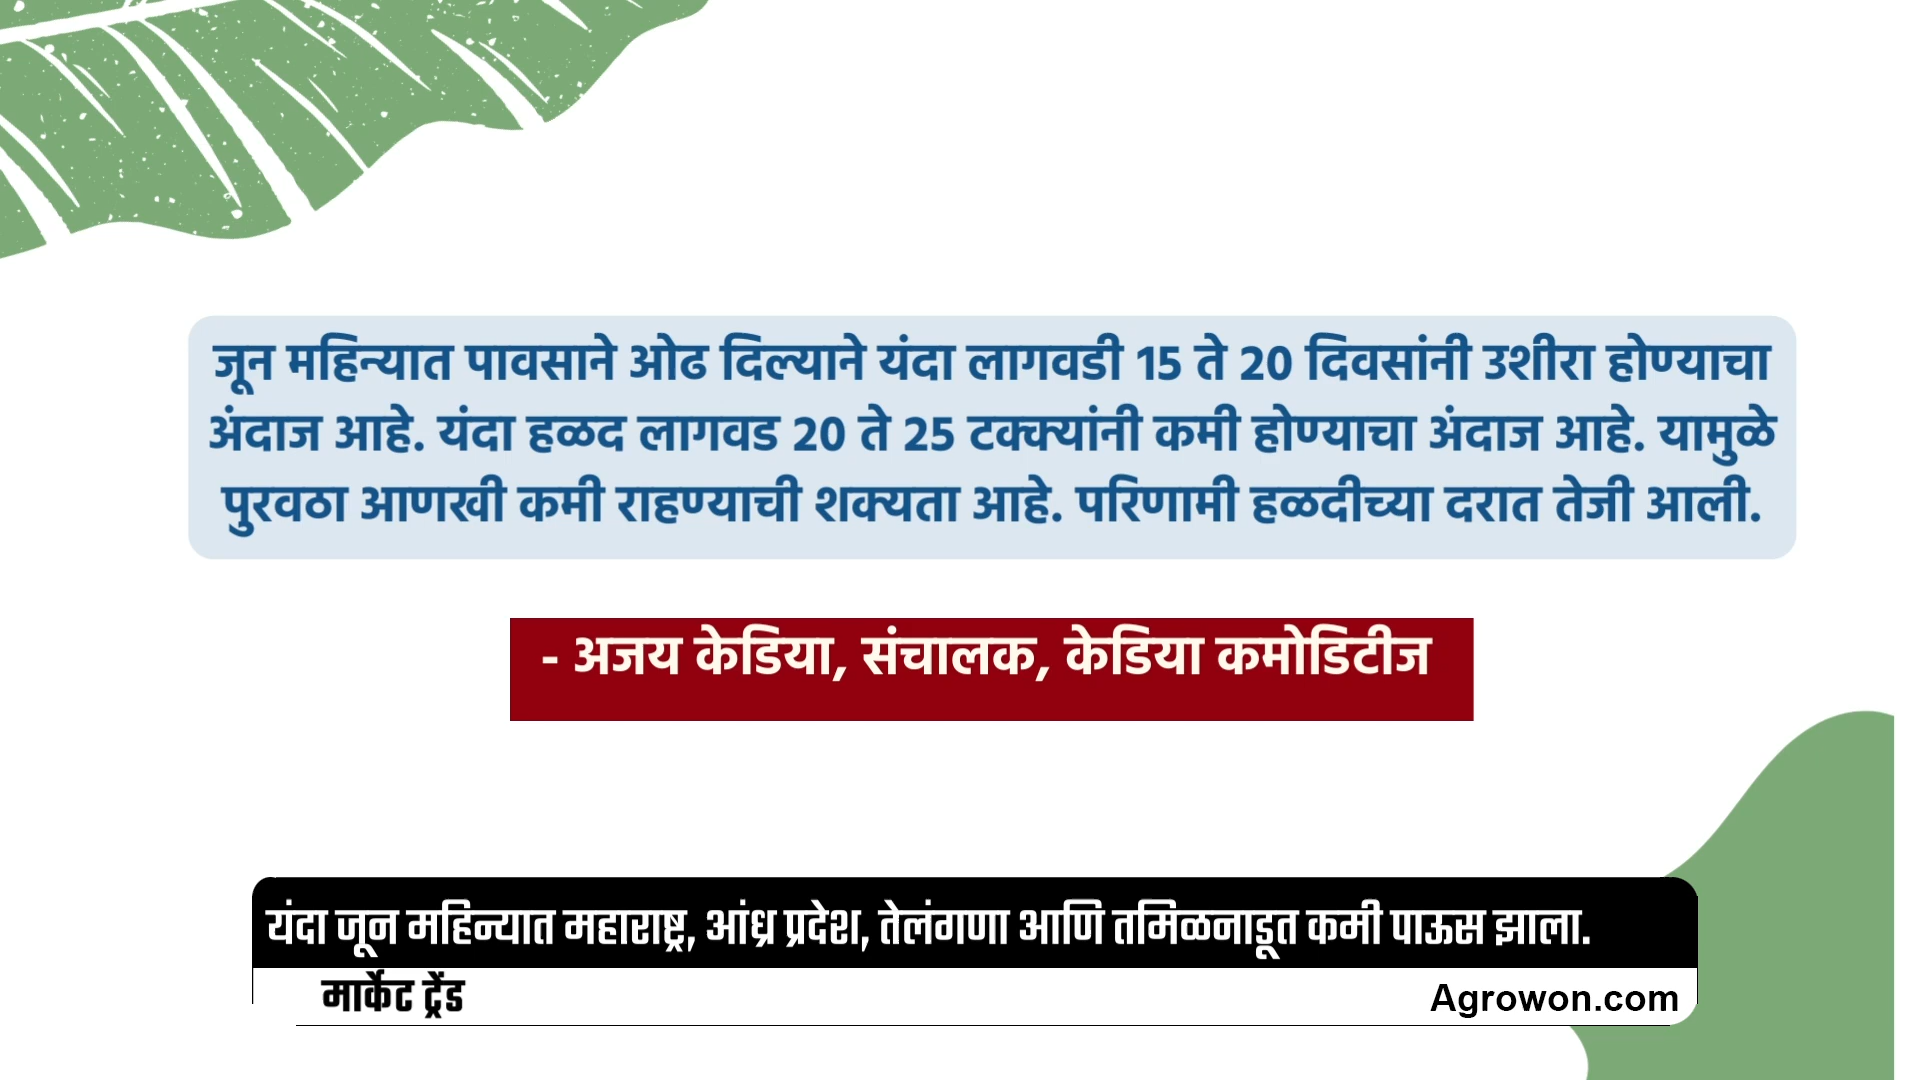 जून महिन्यात पावसाने ओढ दिल्याने यंदा लागवडी 15 ते 20 दिवसांनी उशीरा होण्याचा
अंदाज आहे. यंदा हळद लागवड 20 ते 25 टक्क्यांनी कमी होण्याचा अंदाज आहे. यामुळे
पुरवठा आणखी कमी राहण्याची शक्यता आहे. परिणामी हळदीच्या दरात तेजी आली.
- अजय केडिया, संचालक, केडिया कमोडिटीज
यंदा जून महिन्यात महाराष्ट्र, आंध्र प्रदेश, तेलंगणा आणि तमिळनाडूत कमी पाऊस झाला.
मार्केट ट्रेंड
Agrowon.com